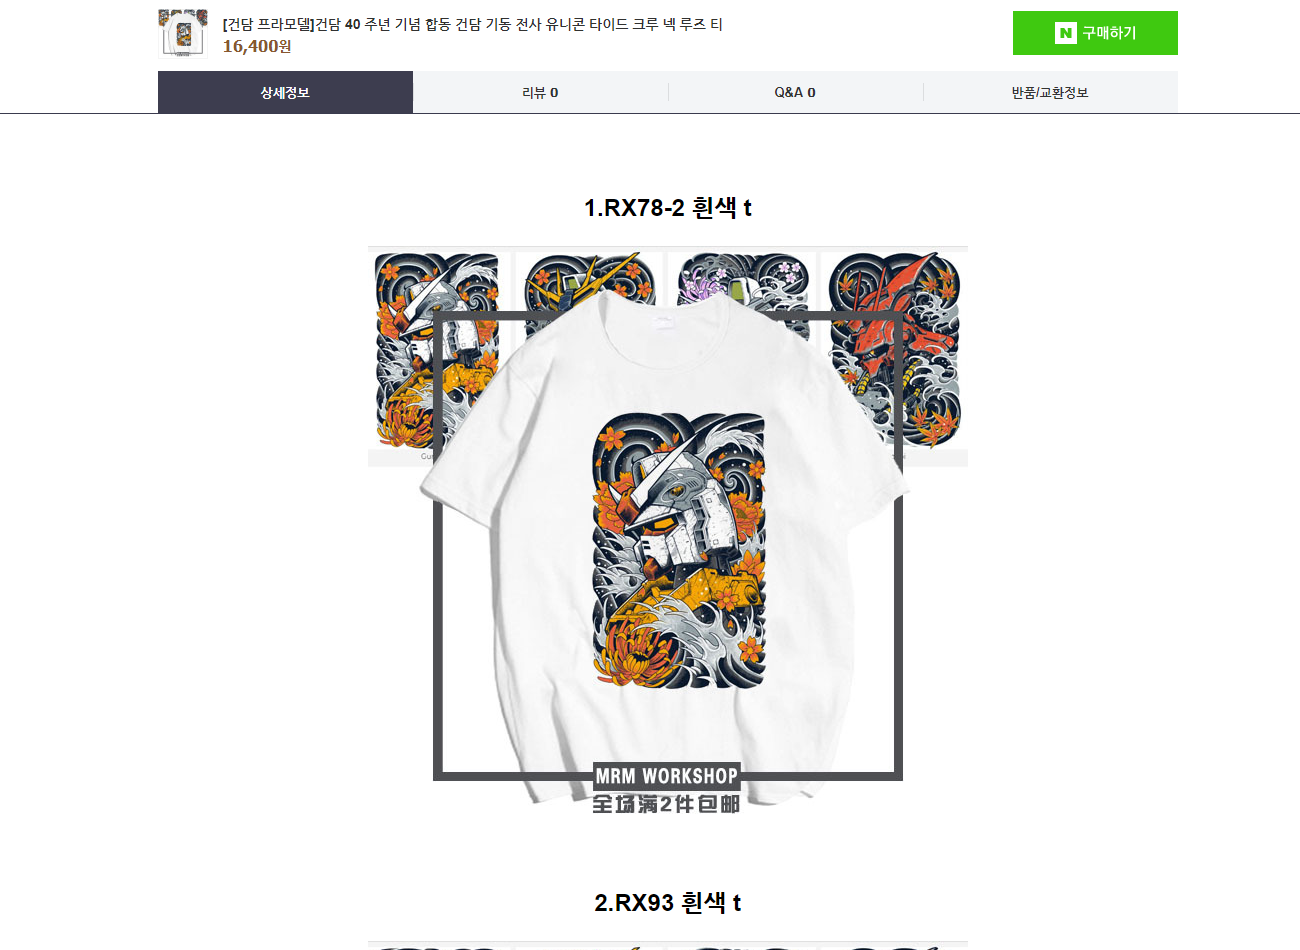 [건담 프라모델]건담 40 주년 기념 합동 건담 기동 전사 유니콘 타이드 크루 넥 루즈 티
16,400원
N 구매하기
상세정보
리뷰 0
Q&A 0
반품/교환정보
1.RX78-2 흰색 t
MRM WORKSHOP
全场满2件包邮
2.RX93 흰색 t